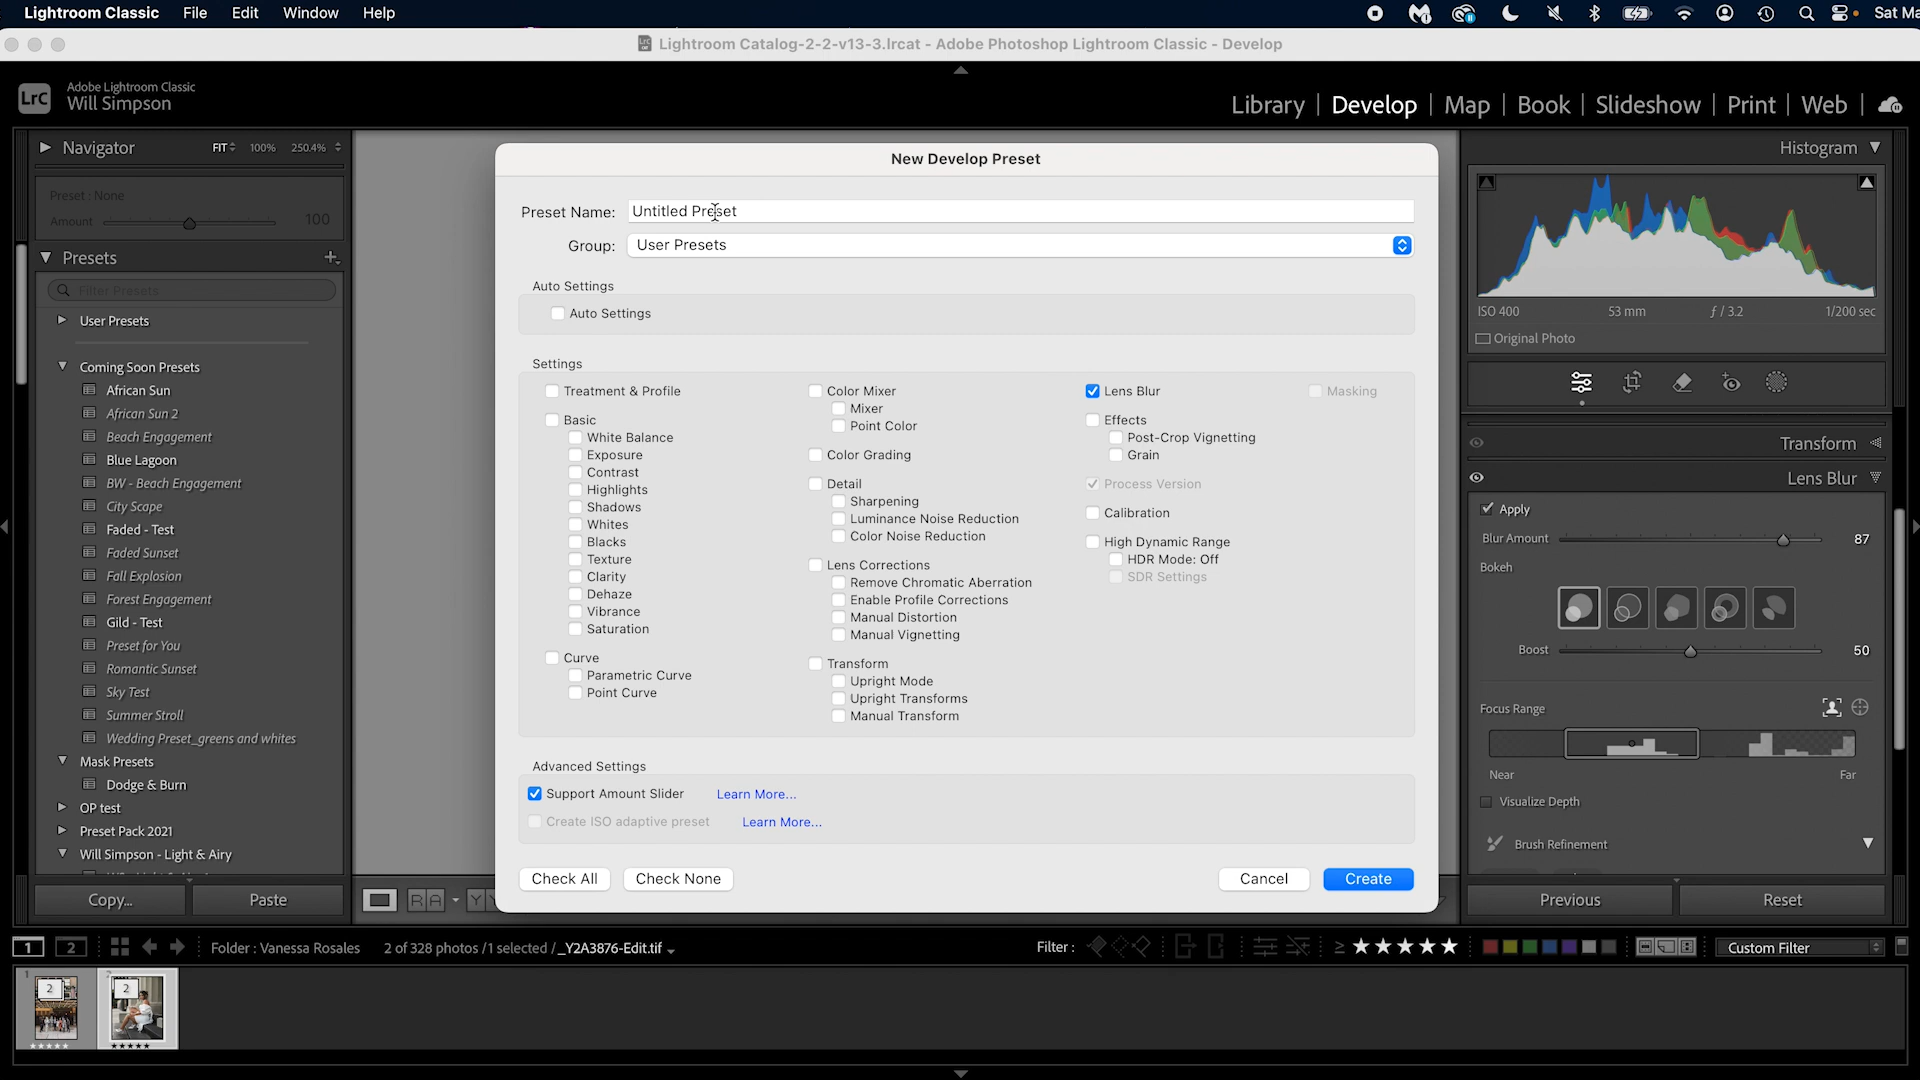 Lightroom Classic File Edit Window Help Sat Ma
Lightroom Catalog-2-2-v13-3.lrcat - Adobe Photoshop Lightroom Classic - Develop
LrC Adobe Lightroom Classic
Will Simpson
Library | Develop | Map | Book | Slideshow | Print | Web
Navigator FIT 100% 250.4%
Preset : None
Amount 100
Presets
Filter Presets
User Presets
Coming Soon Presets
African Sun
African Sun 2
Beach Engagement
Blue Lagoon
BW - Beach Engagement
City Scape
Faded - Test
Faded Sunset
Fall Explosion
Forest Engagement
Gild - Test
Preset for You
Romantic Sunset
Sky Test
Summer Stroll
Wedding Preset_greens and whites
Mask Presets
Dodge & Burn
OP test
Preset Pack 2021
Will Simpson - Light & Airy
Copy... Paste
New Develop Preset
Preset Name: Untitled Preset
Group: User Presets
Auto Settings
Auto Settings
Settings
Treatment & Profile
Basic
White Balance
Exposure
Contrast
Highlights
Shadows
Whites
Blacks
Texture
Clarity
Dehaze
Vibrance
Saturation
Curve
Parametric Curve
Point Curve
Color Mixer
Mixer
Point Color
Color Grading
Detail
Sharpening
Luminance Noise Reduction
Color Noise Reduction
Lens Corrections
Remove Chromatic Aberration
Enable Profile Corrections
Manual Distortion
Manual Vignetting
Transform
Upright Mode
Upright Transforms
Manual Transform
Lens Blur
Effects
Post-Crop Vignetting
Grain
Process Version
Calibration
High Dynamic Range
HDR Mode: Off
SDR Settings
Masking
Advanced Settings
Support Amount Slider Learn More...
Create ISO adaptive preset Learn More...
Check All Check None Cancel Create
Histogram
ISO 400 53 mm ƒ / 3.2 1/200 sec
Original Photo
Transform
Lens Blur
Apply
Blur Amount 87
Bokeh
Boost 50
Focus Range
Near Far
Visualize Depth
Brush Refinement
Previous Reset
R A Y Y
1 2 Folder : Vanessa Rosales 2 of 328 photos /1 selected /_Y2A3876-Edit.tif Filter : ≥ ★★★★★ Custom Filter
1 2
2 2
★★★★★ ★★★★★